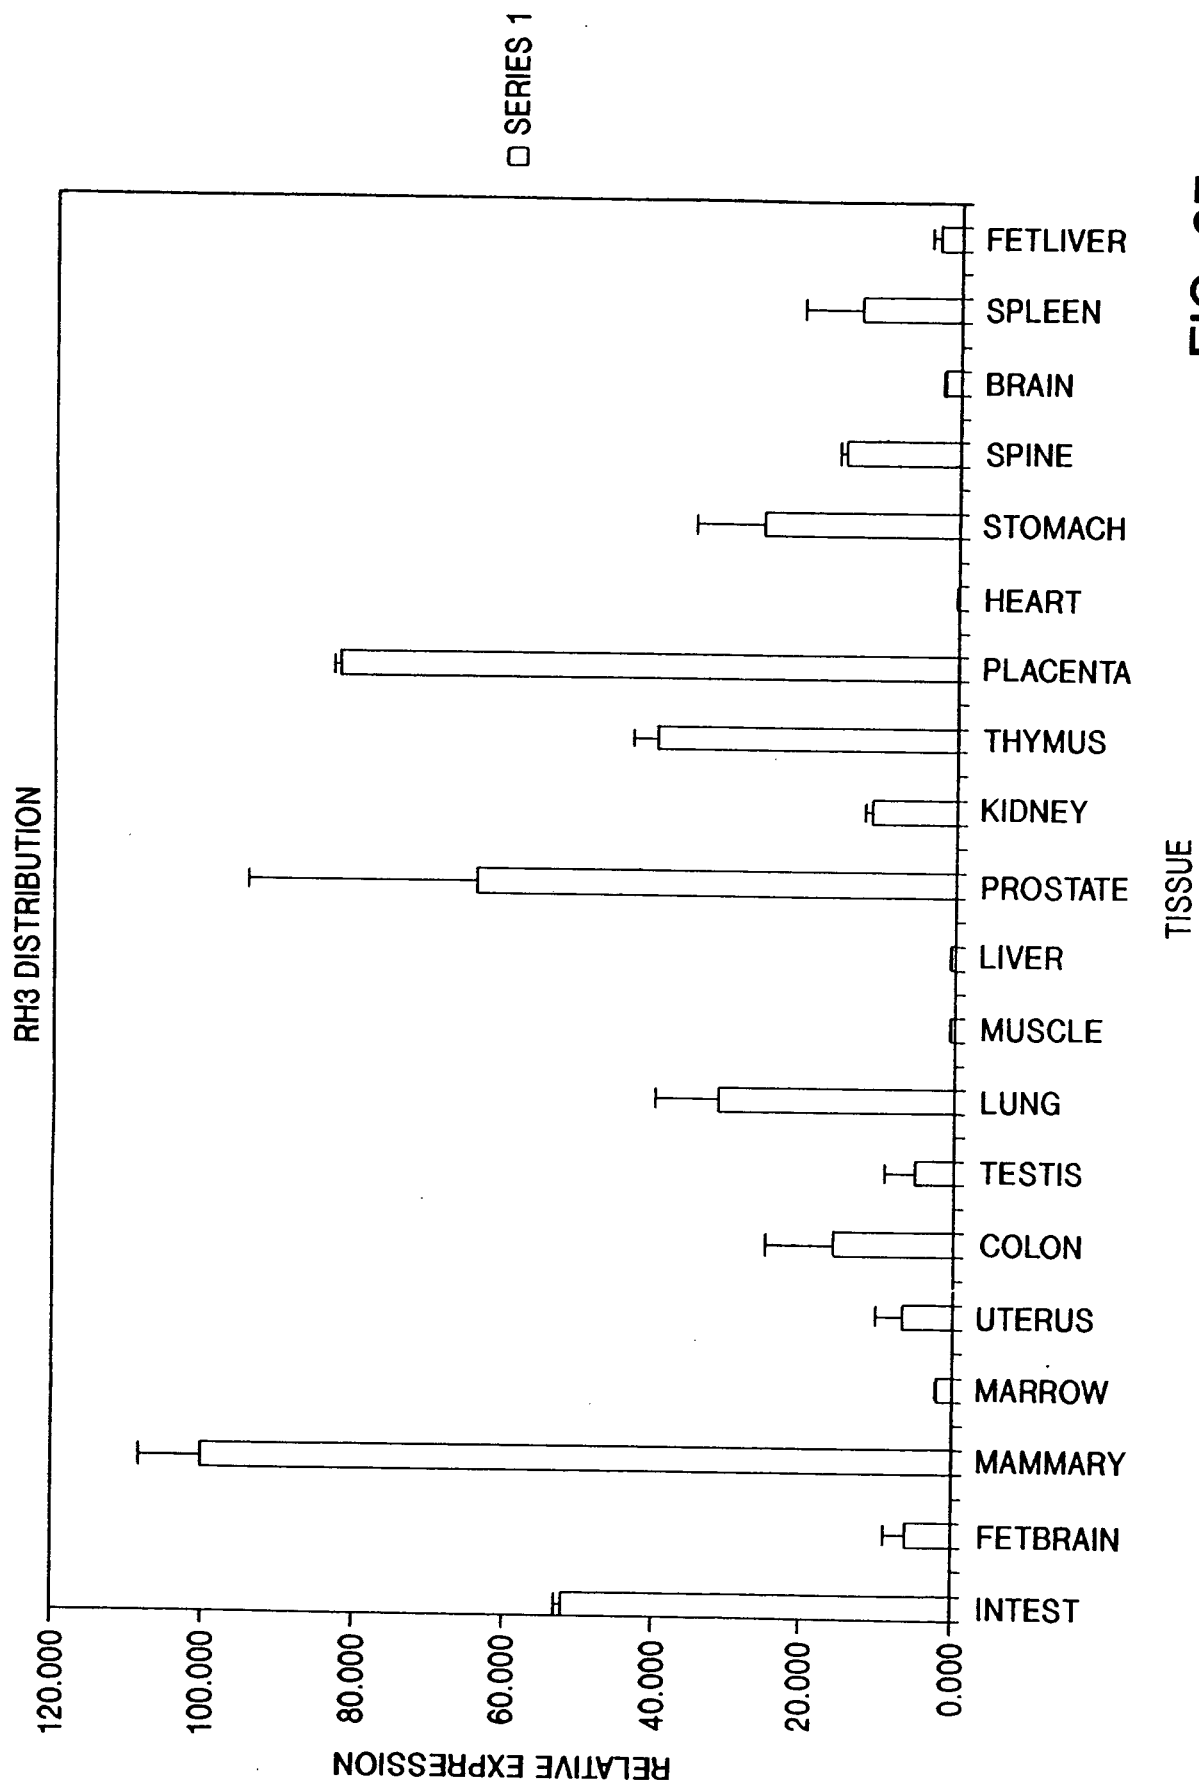 RH3 DISTRIBUTION
120.000
100.000
80.000
60.000
40.000
20.000
0.000
RELATIVE EXPRESSION
INTEST
FETBRAIN
MAMMARY
MARROW
UTERUS
COLON
TESTIS
LUNG
MUSCLE
LIVER
PROSTATE
KIDNEY
THYMUS
PLACENTA
HEART
STOMACH
SPINE
BRAIN
SPLEEN
FETLIVER
TISSUE
SERIES 1